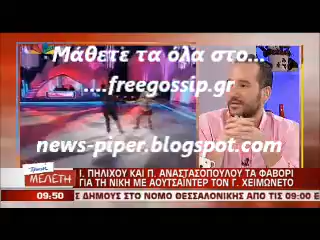 Μάθετε τα όλα στο...
....freegossip.gr
news-piper.blogspot.com
Πρωινή
ΜΕΛΕΤΗ
Ι. ΠΗΛΙΧΟΥ ΚΑΙ Π. ΑΝΑΣΤΑΣΟΠΟΥΛΟΥ ΤΑ ΦΑΒΟΡΙ
ΓΙΑ ΤΗ ΝΙΚΗ ΜΕ ΑΟΥΤΣΑΪΝΤΕΡ ΤΟΝ Γ. ΧΕΙΜΩΝΕΤΟ
09:50 Σ ΔΗΜΟΥΣ ΣΤΟ ΝΟΜΟ ΘΕΣΣΑΛΟΝΙΚΗΣ ΑΠΟ ΤΙΣ 09:00 Ε